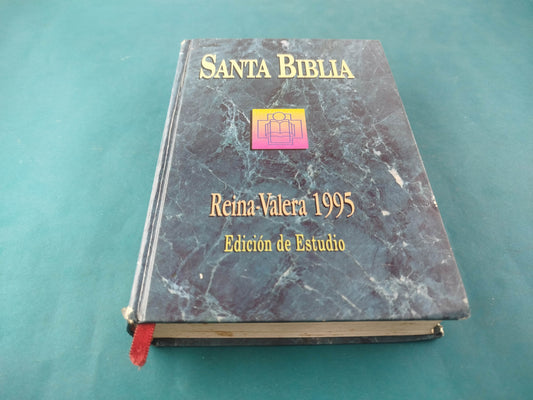 SANTA BIBLIA
Reina-Valera 1995
Edición de Estudio